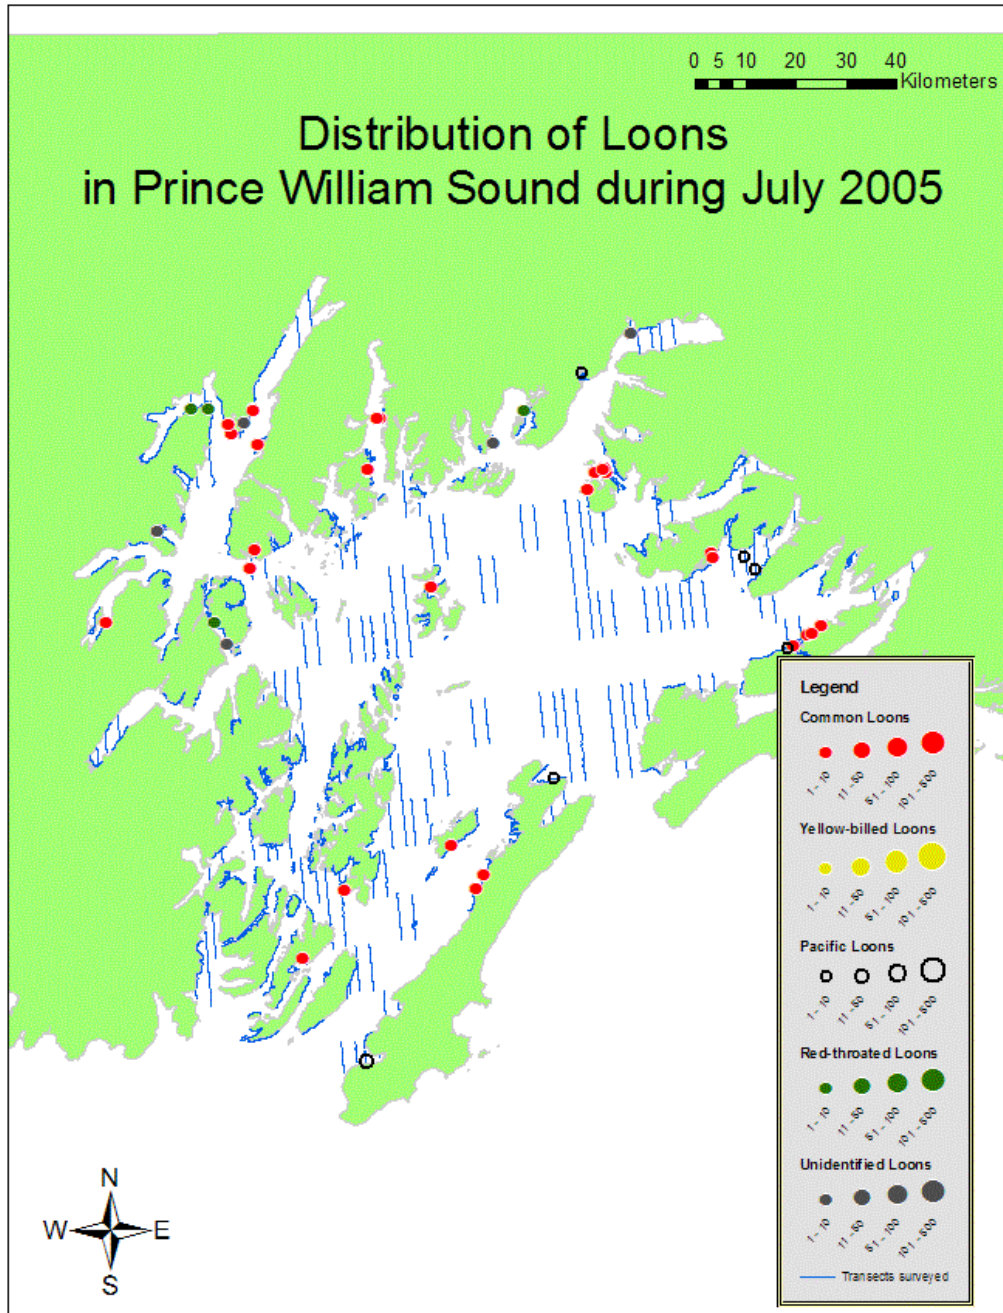 0 5 10 20 30 40
Kilometers
Distribution of Loons
in Prince William Sound during July 2005
Legend
Common Loons
1 - 10 11 - 50 51 - 100 101 - 500
Yellow-billed Loons
1 - 10 11 - 50 51 - 100 101 - 500
Pacific Loons
1 - 10 11 - 50 51 - 100 101 - 500
Red-throated Loons
1 - 10 11 - 50 51 - 100 101 - 500
Unidentified Loons
1 - 10 11 - 50 51 - 100 101 - 500
Transects surveyed
N
W E
S